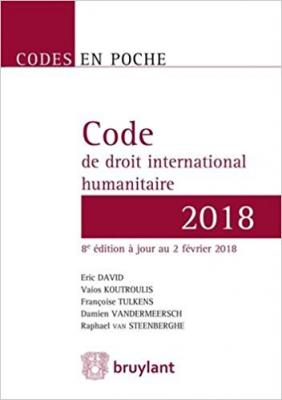 CODES EN POCHE
Code
de droit international
humanitaire
2018
8e édition à jour au 2 février 2018
Eric DAVID
Vaios KOUTROULIS
Françoise TULKENS
Damien VANDERMEERSCH
Raphael VAN STEENBERGHE
bruylant